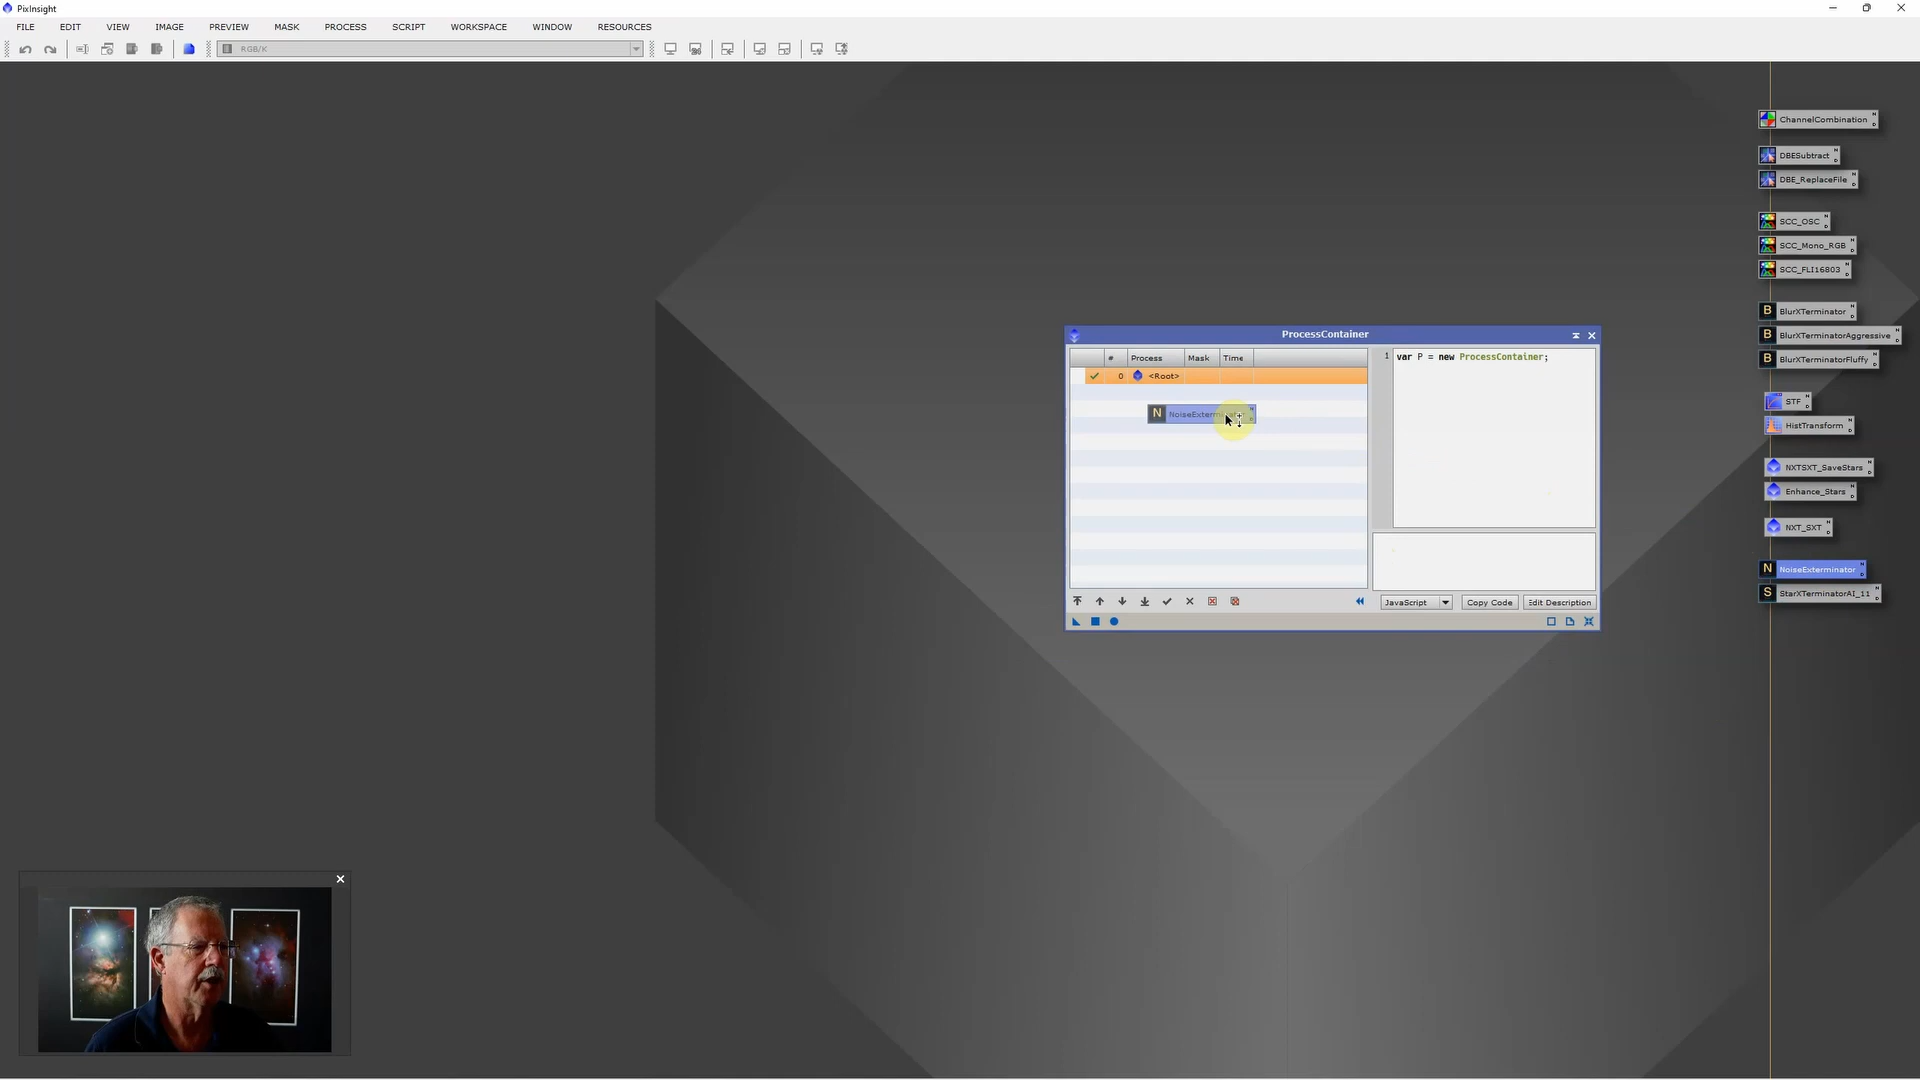 PixInsight
FILE EDIT VIEW IMAGE PREVIEW MASK PROCESS SCRIPT WORKSPACE WINDOW RESOURCES
RGB/K
ChannelCombination
DBESubtract
DBE_ReplaceFile
SCC_OSC
SCC_Mono_RGB
SCC_FLI16803
B BlurXTerminator
B BlurXTerminatorAggressive
B BlurXTerminatorFluffy
STF
HistTransform
NXTSXT_SaveStars
Enhance_Stars
NXT_SXT
N NoiseExterminator
S StarXTerminatorAI_11
ProcessContainer
# Process Mask Time
0 <Root>
N NoiseExterminator
1 var P = new ProcessContainer;
JavaScript Copy Code Edit Description